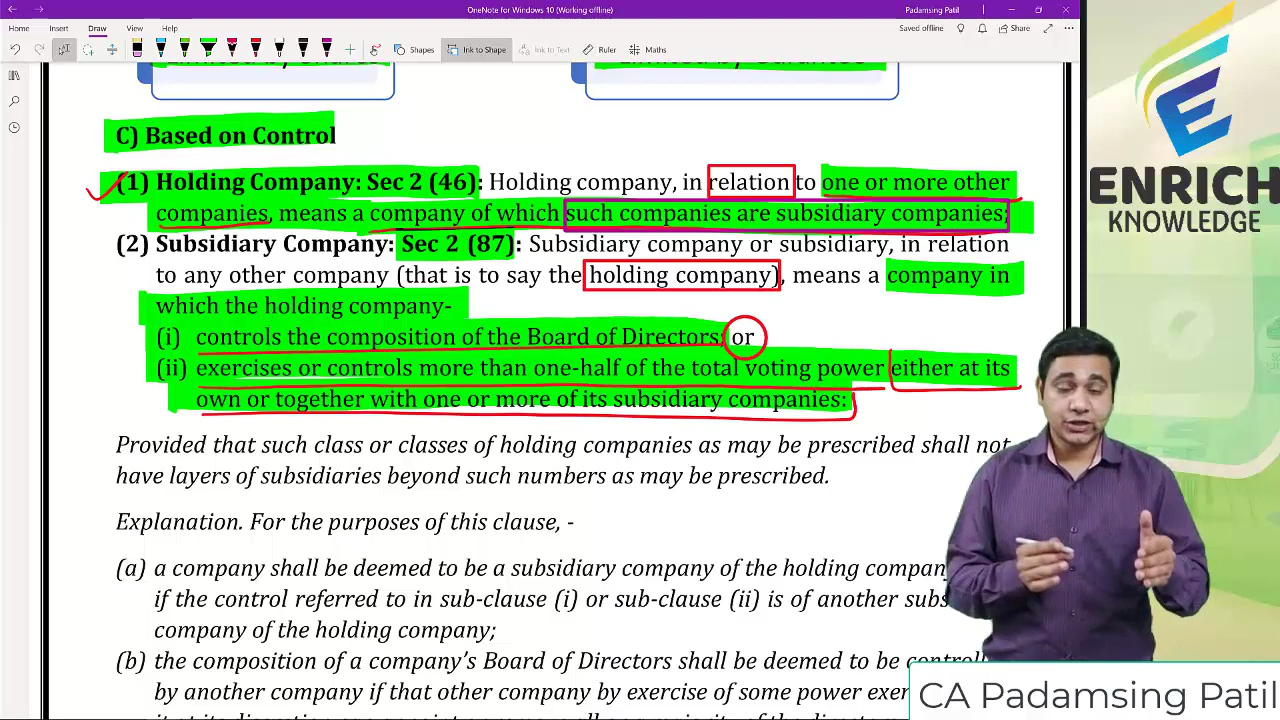 OneNote for Windows 10 (Working offline)
Padamsing Patil
Home Insert Draw View Help
Saved offline
Share
Shapes Ink to Shape Ink to Text Ruler Maths
Limited by Shares Limited by Guarantee
C) Based on Control
(1) Holding Company: Sec 2 (46): Holding company, in relation to one or more other
companies, means a company of which such companies are subsidiary companies;
(2) Subsidiary Company: Sec 2 (87): Subsidiary company or subsidiary, in relation
to any other company (that is to say the holding company), means a company in
which the holding company-
(i) controls the composition of the Board of Directors; or
(ii) exercises or controls more than one-half of the total voting power either at its
own or together with one or more of its subsidiary companies:
Provided that such class or classes of holding companies as may be prescribed shall not
have layers of subsidiaries beyond such numbers as may be prescribed.
Explanation. For the purposes of this clause, -
(a) a company shall be deemed to be a subsidiary company of the holding company
if the control referred to in sub-clause (i) or sub-clause (ii) is of another subs
company of the holding company;
(b) the composition of a company's Board of Directors shall be deemed to be controll
by another company if that other company by exercise of some power exer
ENRICH
KNOWLEDGE
CA Padamsing Patil